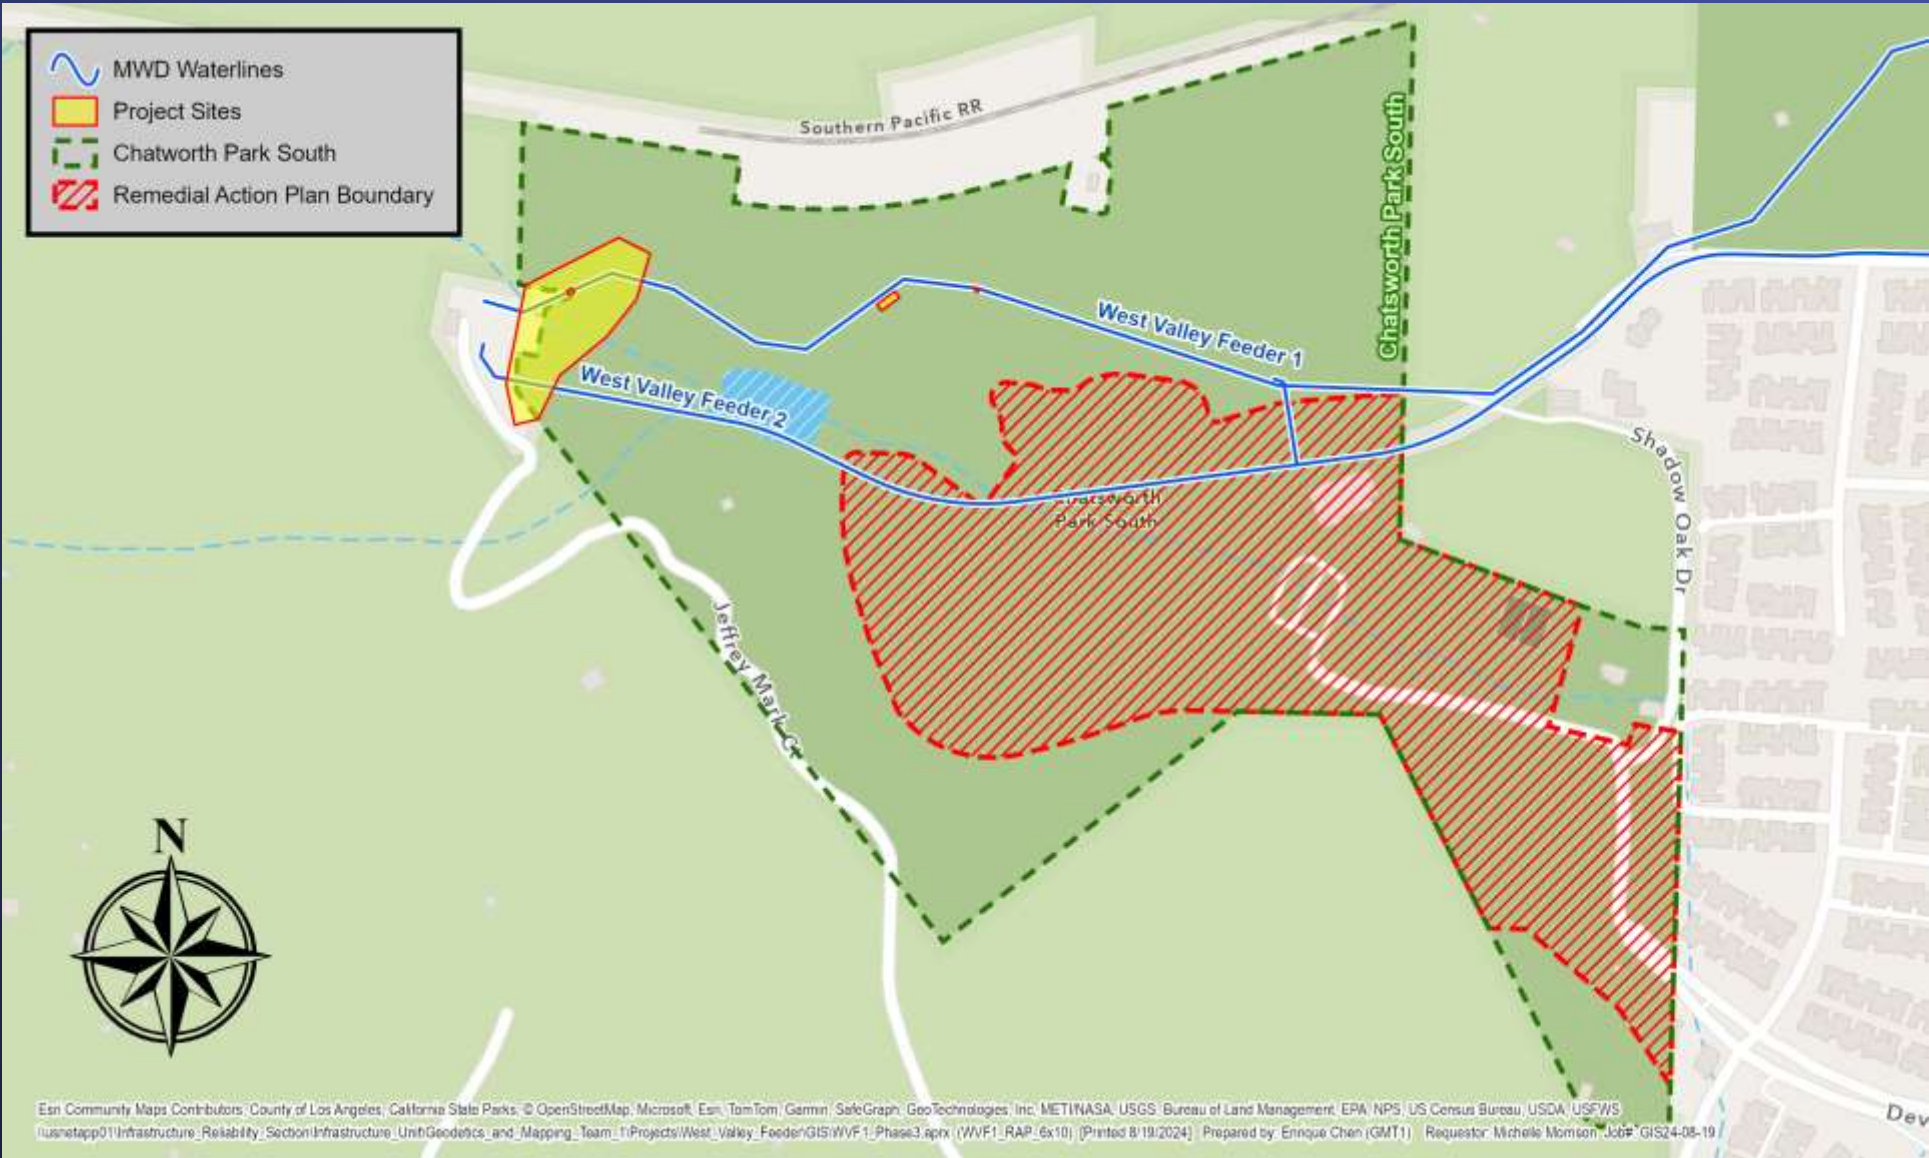 MWD Waterlines
Project Sites
Chatworth Park South
Remedial Action Plan Boundary
Southern Pacific RR
Chatsworth Park South
West Valley Feeder 1
West Valley Feeder 2
Chatsworth
Park South
Shadow Oak Dr
Jeffrey Mark Ct
N
Dev
Esri Community Maps Contributors, County of Los Angeles, California State Parks, © OpenStreetMap, Microsoft, Esri, TomTom, Garmin, SafeGraph, GeoTechnologies, Inc, METI/NASA, USGS, Bureau of Land Management, EPA, NPS, US Census Bureau, USDA, USFWS
\\usnetapp01\Infrastructure_Reliability_Section\Infrastructure_Unit\Geodetics_and_Mapping_Team_1\Projects\West_Valley_Feeder\GIS\WVF1_Phase3.aprx (WVF1_RAP_6x10) [Printed 8/19/2024] Prepared by: Enrique Chen (GMT1) Requestor: Michelle Morrison Job#: GIS24-08-19